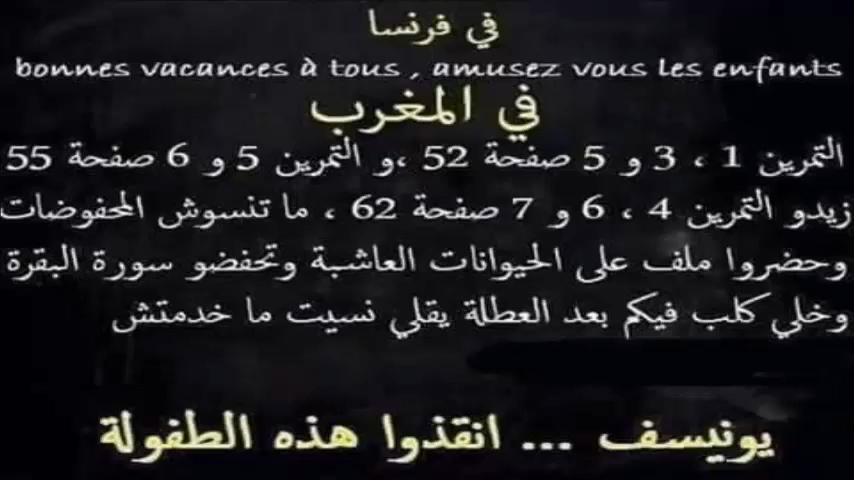 في فرنسا
bonnes vacances à tous , amusez vous les enfants
في المغرب
التمرين 1 ، 3 و 5 صفحة 52 ،و التمرين 5 و 6 صفحة 55
زيدو التمرين 4 ، 6 و 7 صفحة 62 ، ما تنسوش المحفوضات
وحضروا ملف على الحيوانات العاشبة وتحفضو سورة البقرة
وخلي كلب فيكم بعد العطلة يقلي نسيت ما خدمتش
يونيسف ... انقذوا هذه الطفولة